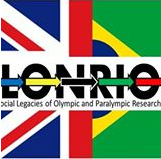 LONRIO
ocial Legacies of Olympic and Paralympic Research